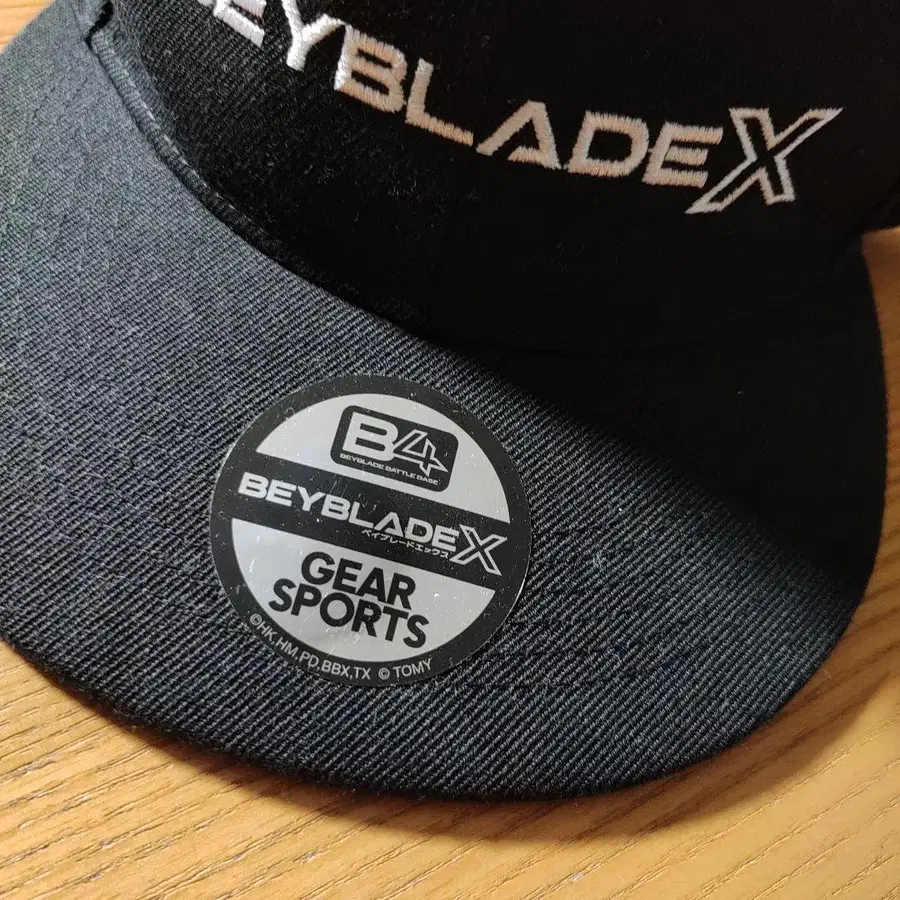 BEYBLADE X
B4
BEYBLADE BATTLE BASE
BEYBLADE X
ベイブレードエックス
GEAR
SPORTS
©HK,HM,PD,BBX,TX © TOMY